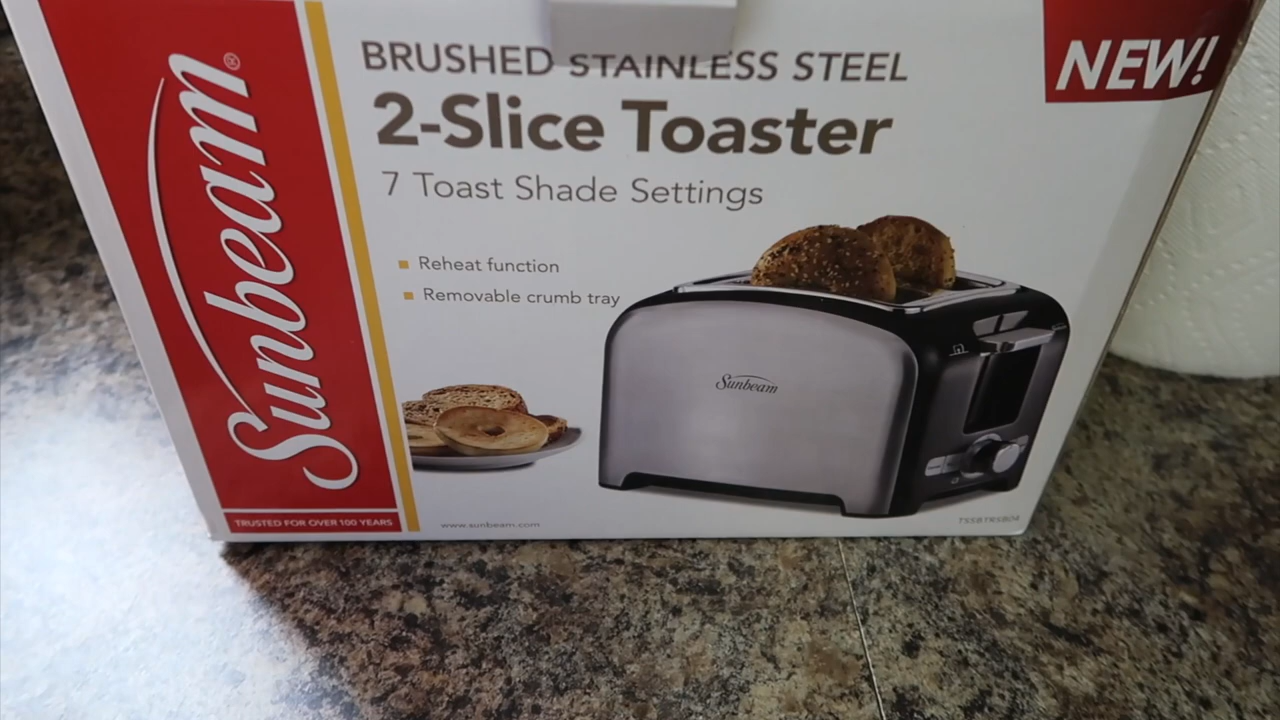 Sunbeam®
TRUSTED FOR OVER 100 YEARS
BRUSHED STAINLESS STEEL
2-Slice Toaster
7 Toast Shade Settings
NEW!
Reheat function
Removable crumb tray
Sunbeam
www.sunbeam.com